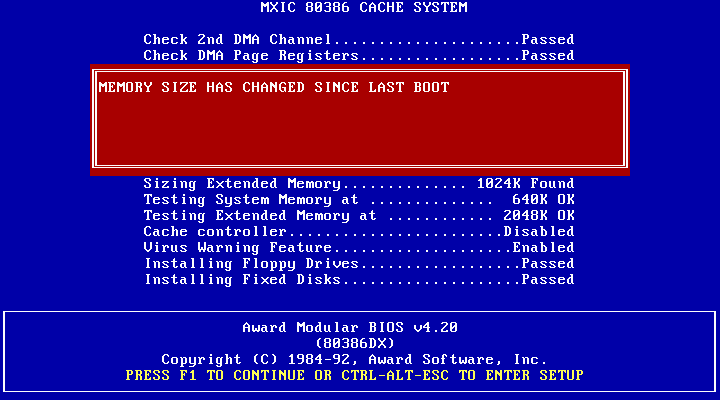 MXIC 80386 CACHE SYSTEM
Check 2nd DMA Channel.....................Passed
Check DMA Page Registers..................Passed
MEMORY SIZE HAS CHANGED SINCE LAST BOOT
Sizing Extended Memory.............. 1024K Found
Testing System Memory at ..............  640K OK
Testing Extended Memory at ............ 2048K OK
Cache controller........................Disabled
Virus Warning Feature....................Enabled
Installing Floppy Drives..................Passed
Installing Fixed Disks....................Passed
Award Modular BIOS v4.20
(80386DX)
Copyright (C) 1984-92, Award Software, Inc.
PRESS F1 TO CONTINUE OR CTRL-ALT-ESC TO ENTER SETUP